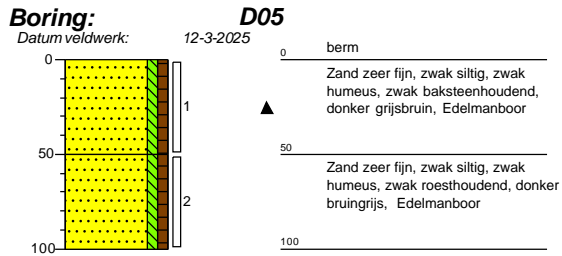 Boring: D05
Datum veldwerk: 12-3-2025
0
50
100
1
2
0 berm
Zand zeer fijn, zwak siltig, zwak
humeus, zwak baksteenhoudend,
donker grijsbruin, Edelmanboor
50
Zand zeer fijn, zwak siltig, zwak
humeus, zwak roesthoudend, donker
bruingrijs, Edelmanboor
100